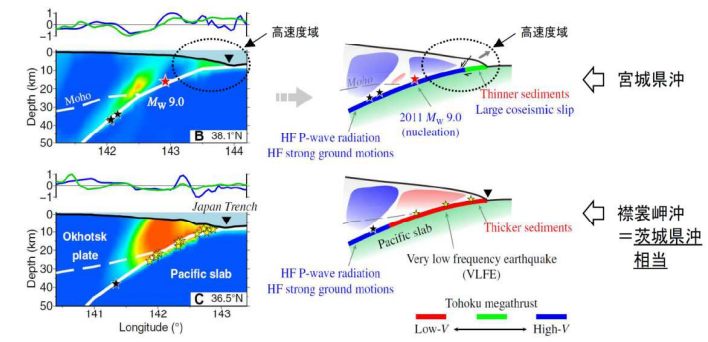 高速度域
高速度域
1
0
−1
0
10
20
30
40
50
Depth (km)
Moho
MW 9.0
B
38.1°N
142
143
144
Moho
Thinner sediments
Large coseismic slip
2011 MW 9.0
(nucleation)
HF P-wave radiation
HF strong ground motions
宮城県沖
1
0
−1
Japan Trench
0
10
20
30
40
50
Depth (km)
Okhotsk
plate
Pacific slab
C
36.5°N
141
142
143
Longitude (°)
Pacific slab
Thicker sediments
Very low frequency earthquake
(VLFE)
HF P-wave radiation
HF strong ground motions
襟裳岬沖
＝茨城県沖
相当
Tohoku megathrust
Low-V
High-V